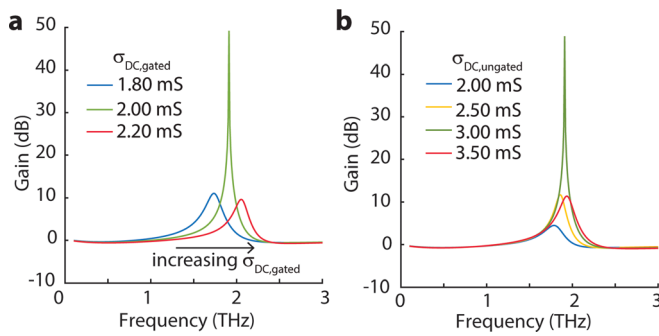 a
50
40
30
20
10
0
-10
Gain (dB)
σDC,gated
1.80 mS
2.00 mS
2.20 mS
increasing σDC,gated
0 1 2 3
Frequency (THz)
b
50
40
30
20
10
0
-10
Gain (dB)
σDC,ungated
2.00 mS
2.50 mS
3.00 mS
3.50 mS
0 1 2 3
Frequency (THz)